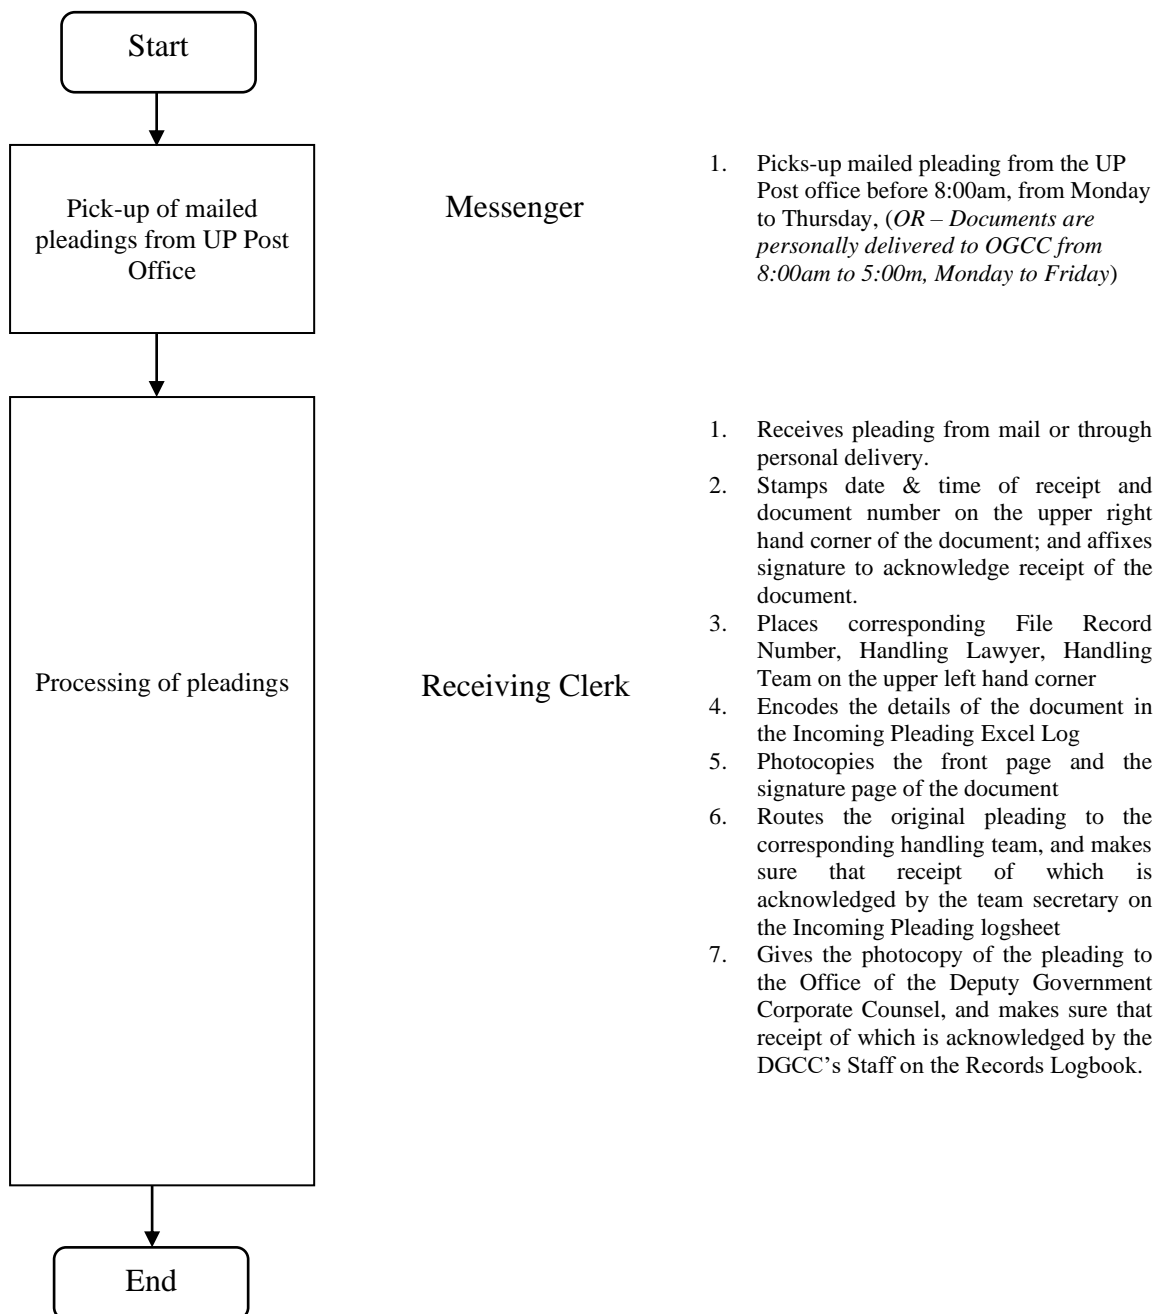 Start
Pick-up of mailed
pleadings from UP Post
Office
Messenger
1. Picks-up mailed pleading from the UP
Post office before 8:00am, from Monday
to Thursday, (OR – Documents are
personally delivered to OGCC from
8:00am to 5:00m, Monday to Friday)
Processing of pleadings
Receiving Clerk
1. Receives pleading from mail or through
personal delivery.
2. Stamps date & time of receipt and
document number on the upper right
hand corner of the document; and affixes
signature to acknowledge receipt of the
document.
3. Places corresponding File Record
Number, Handling Lawyer, Handling
Team on the upper left hand corner
4. Encodes the details of the document in
the Incoming Pleading Excel Log
5. Photocopies the front page and the
signature page of the document
6. Routes the original pleading to the
corresponding handling team, and makes
sure that receipt of which is
acknowledged by the team secretary on
the Incoming Pleading logsheet
7. Gives the photocopy of the pleading to
the Office of the Deputy Government
Corporate Counsel, and makes sure that
receipt of which is acknowledged by the
DGCC’s Staff on the Records Logbook.
End